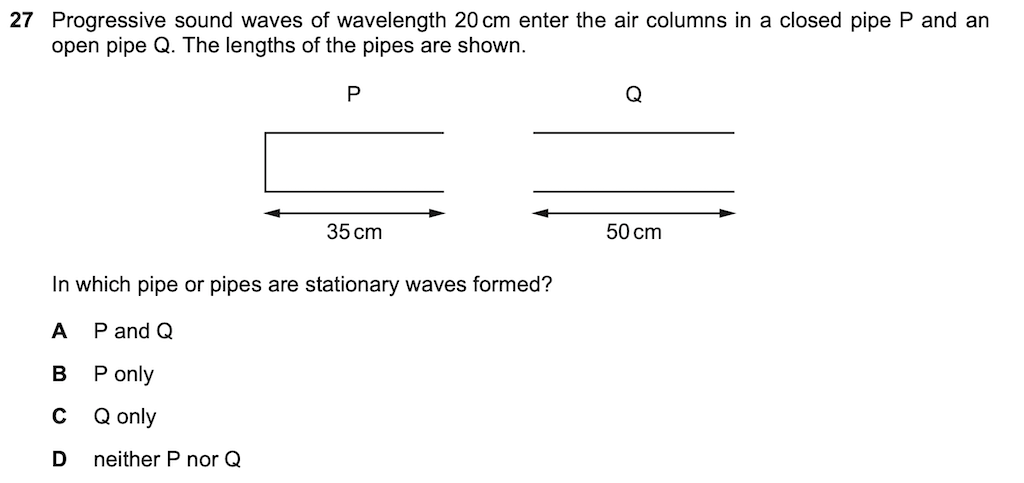 27 Progressive sound waves of wavelength 20 cm enter the air columns in a closed pipe P and an
open pipe Q. The lengths of the pipes are shown.
P Q
35 cm 50 cm
In which pipe or pipes are stationary waves formed?
A P and Q
B P only
C Q only
D neither P nor Q